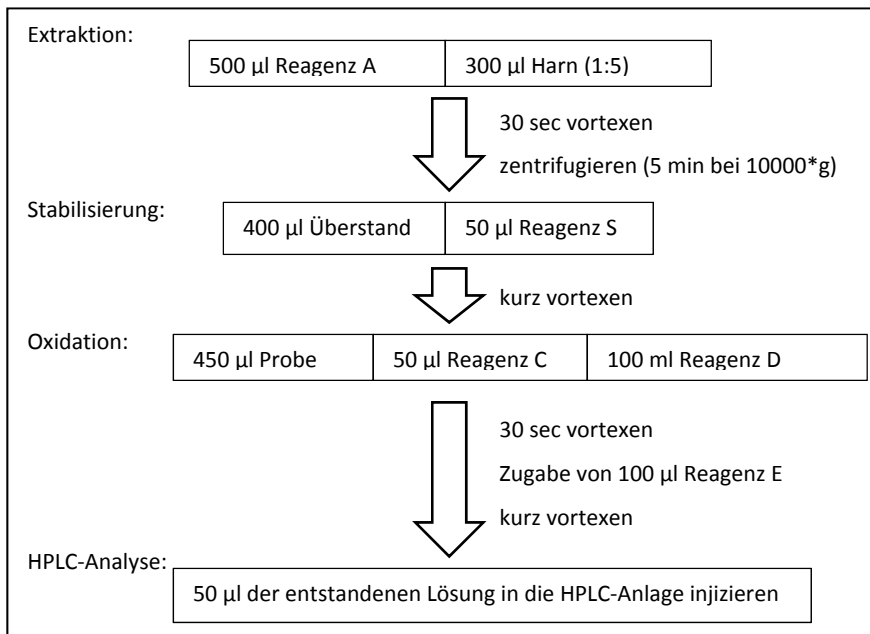 Extraktion:
500 µl Reagenz A 300 µl Harn (1:5)
30 sec vortexen
zentrifugieren (5 min bei 10000*g)
Stabilisierung:
400 µl Überstand 50 µl Reagenz S
kurz vortexen
Oxidation:
450 µl Probe 50 µl Reagenz C 100 ml Reagenz D
30 sec vortexen
Zugabe von 100 µl Reagenz E
kurz vortexen
HPLC-Analyse:
50 µl der entstandenen Lösung in die HPLC-Anlage injizieren